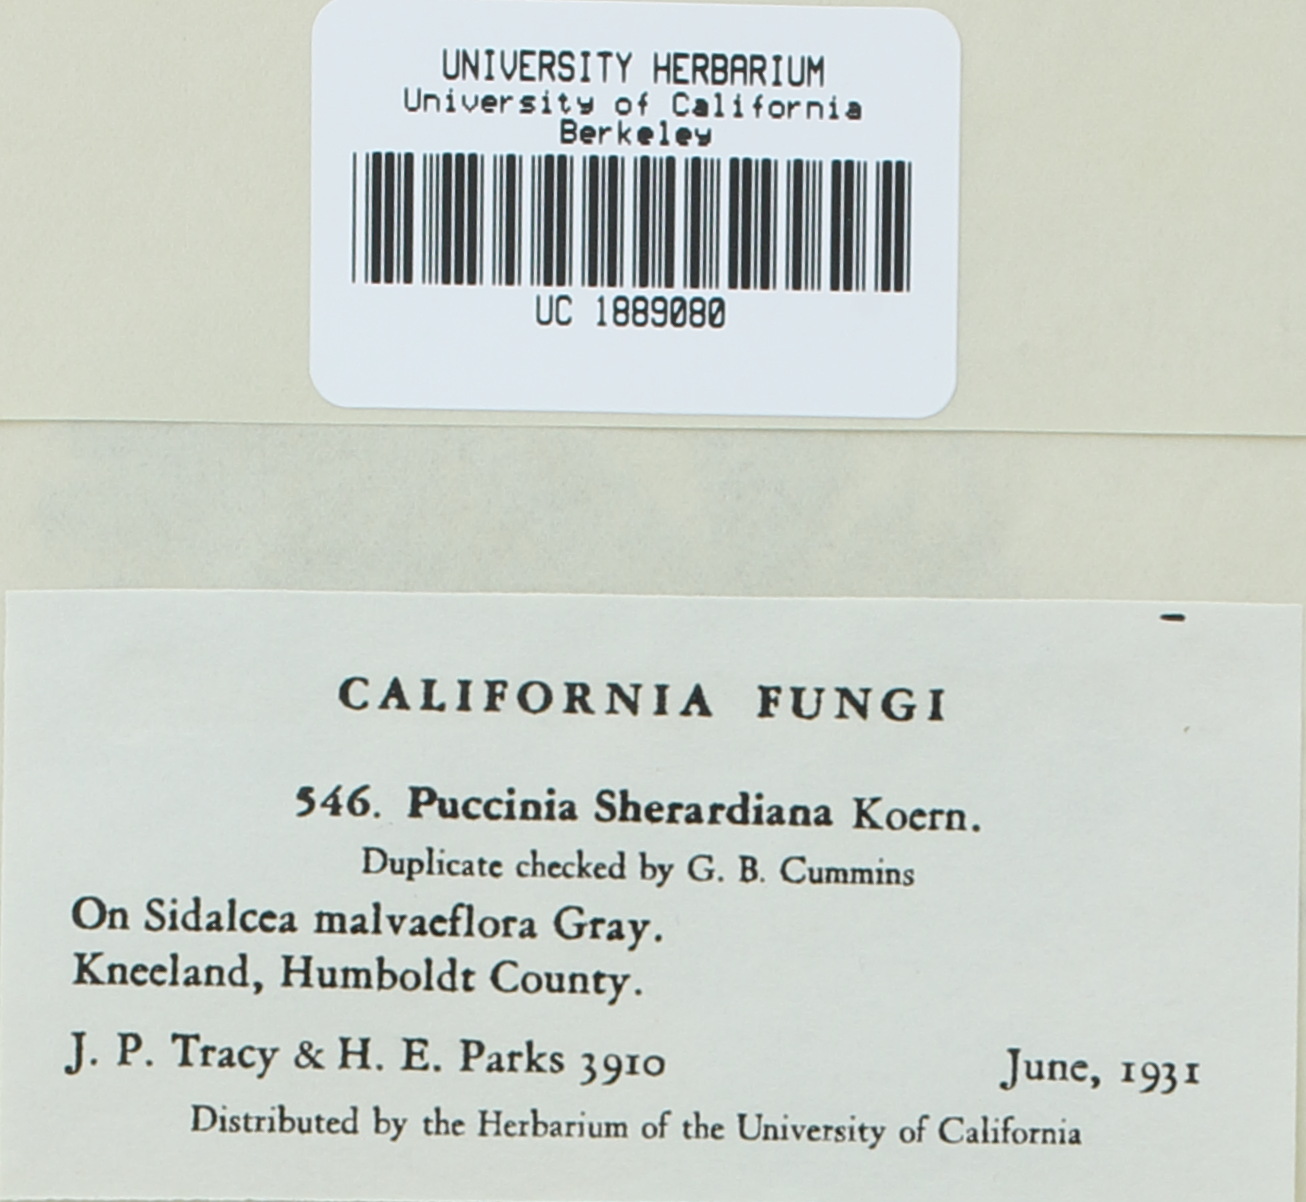 UNIVERSITY HERBARIUM
University of California
Berkeley
UC 1889080
CALIFORNIA FUNGI
546. Puccinia Sherardiana Koern.
Duplicate checked by G. B. Cummins
On Sidalcea malvaeflora Gray.
Kneeland, Humboldt County.
J. P. Tracy & H. E. Parks 3910 June, 1931
Distributed by the Herbarium of the University of California